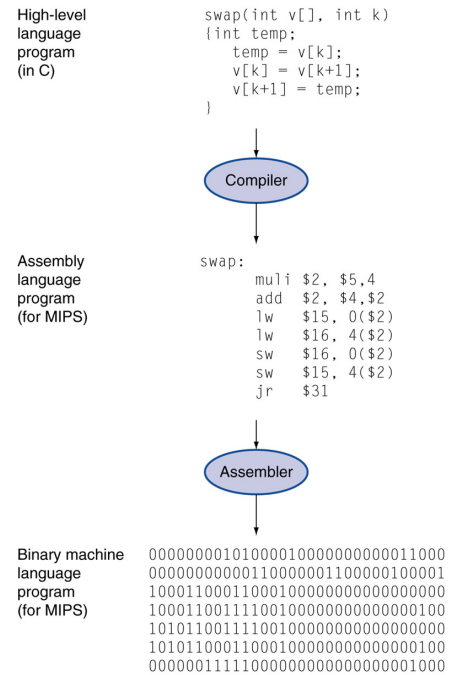 High-level
language
program
(in C)
swap(int v[], int k)
{int temp;
temp = v[k];
v[k] = v[k+1];
v[k+1] = temp;
}
Compiler
Assembly
language
program
(for MIPS)
swap:
muli $2, $5,4
add $2, $4,$2
lw $15, 0($2)
lw $16, 4($2)
sw $16, 0($2)
sw $15, 4($2)
jr $31
Assembler
Binary machine
language
program
(for MIPS)
00000000101000010000000000011000
00000000000110000001100000100001
10001100011000100000000000000000
10001100111100100000000000000100
10101100111100100000000000000000
10101100011000100000000000000100
00000011111000000000000000001000